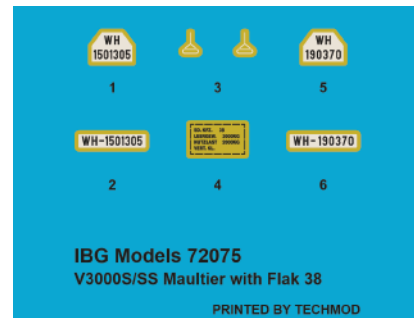 WH
1501305
WH
190370
1
3
5
WH-1501305
WH-190370
2
4
6
IBG Models 72075
V3000S/SS Maultier with Flak 38
PRINTED BY TECHMOD